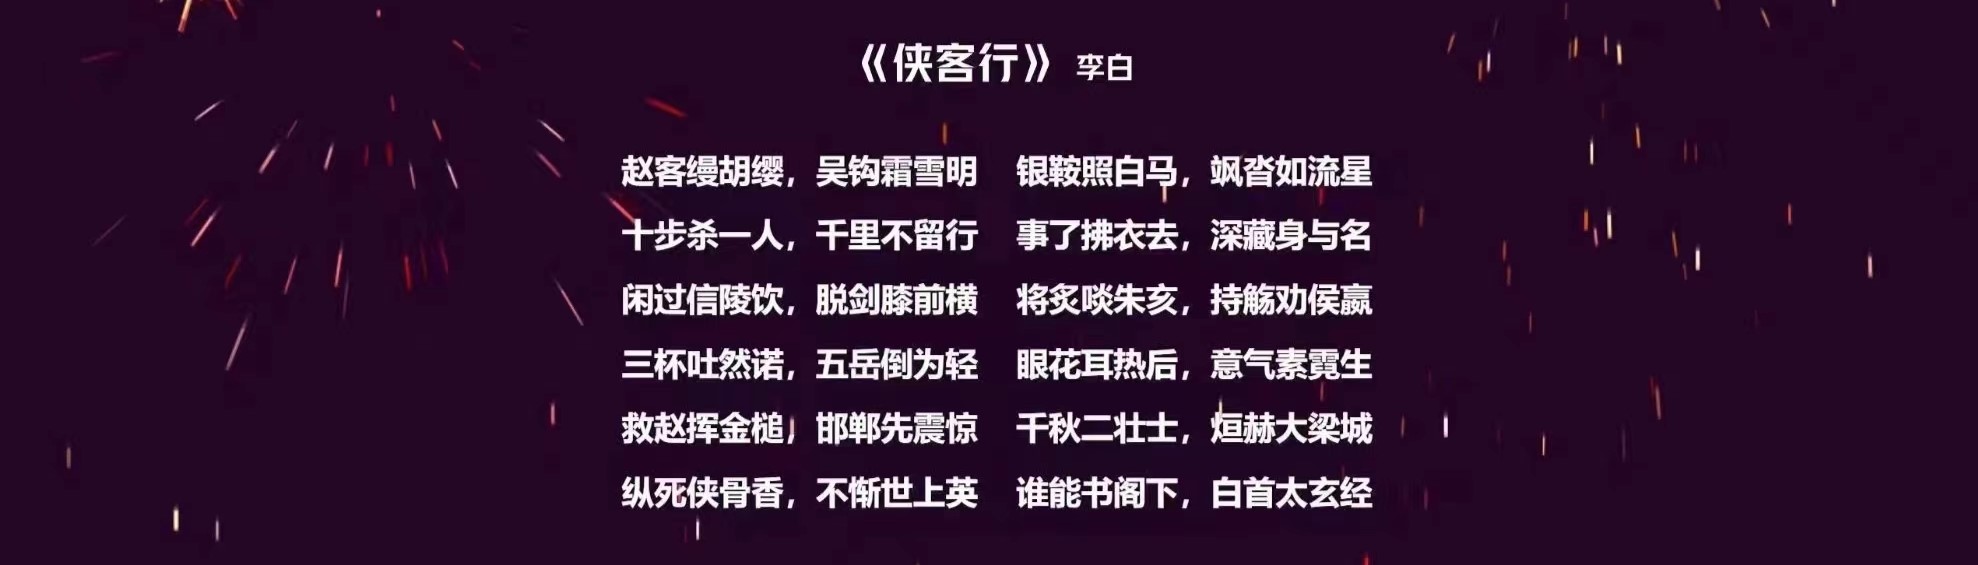 《侠客行》 李白
赵客缦胡缨，吴钩霜雪明 银鞍照白马，飒沓如流星
十步杀一人，千里不留行 事了拂衣去，深藏身与名
闲过信陵饮，脱剑膝前横 将炙啖朱亥，持觞劝侯嬴
三杯吐然诺，五岳倒为轻 眼花耳热后，意气素霓生
救赵挥金槌，邯郸先震惊 千秋二壮士，烜赫大梁城
纵死侠骨香，不惭世上英 谁能书阁下，白首太玄经